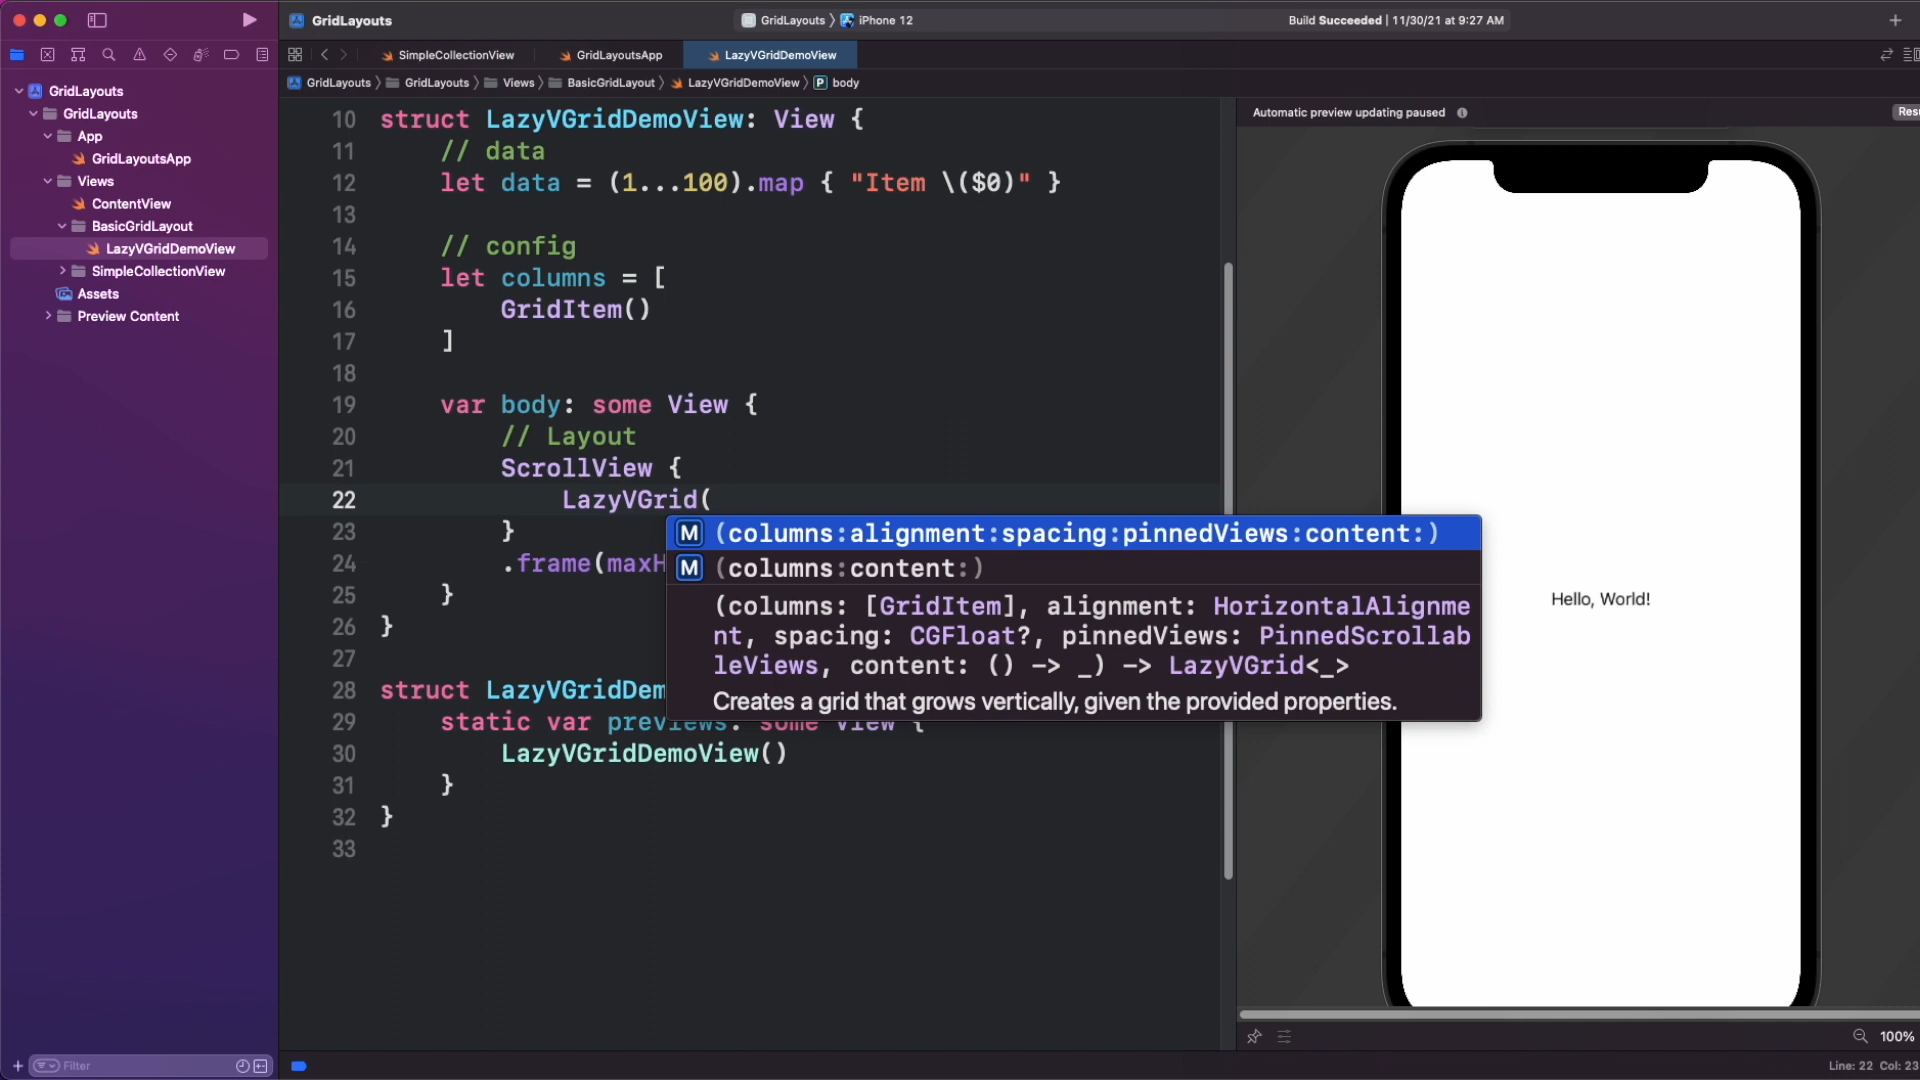 GridLayouts
GridLayouts
iPhone 12
Build Succeeded | 11/30/21 at 9:27 AM
SimpleCollectionView
GridLayoutsApp
LazyVGridDemoView
GridLayouts
GridLayouts
Views
BasicGridLayout
LazyVGridDemoView
P
body
GridLayouts
GridLayouts
App
GridLayoutsApp
Views
ContentView
BasicGridLayout
LazyVGridDemoView
SimpleCollectionView
Assets
Preview Content
Filter
10 struct LazyVGridDemoView: View {
11 // data
12 let data = (1...100).map { "Item \($0)" }
13
14 // config
15 let columns = [
16 GridItem()
17 ]
18
19 var body: some View {
20 // Layout
21 ScrollView {
22 LazyVGrid(
23 }
24 .frame(maxH
25 }
26 }
27
28 struct LazyVGridDem
29 static var previews: some View {
30 LazyVGridDemoView()
31 }
32 }
33
M (columns:alignment:spacing:pinnedViews:content:)
M (columns:content:)
(columns: [GridItem], alignment: HorizontalAlignme
nt, spacing: CGFloat?, pinnedViews: PinnedScrollab
leViews, content: () -> _) -> LazyVGrid<_>
Creates a grid that grows vertically, given the provided properties.
Automatic preview updating paused
Res
Hello, World!
100%
Line: 22 Col: 23